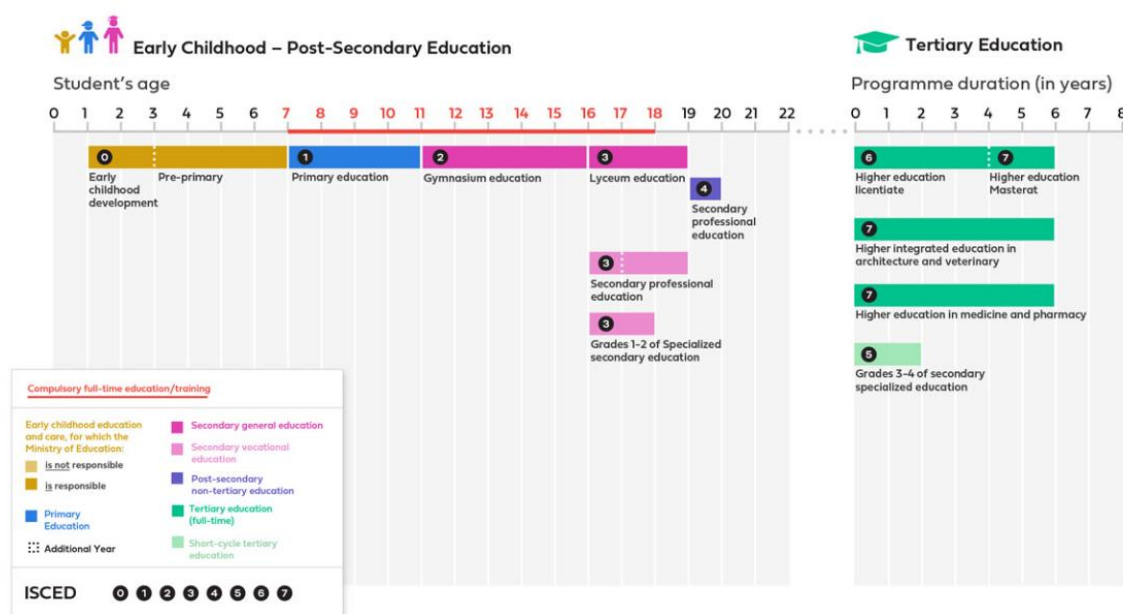 Early Childhood – Post-Secondary Education
Student's age
0 1 2 3 4 5 6 7 8 9 10 11 12 13 14 15 16 17 18 19 20 21 22
0
Early
childhood
development
Pre-primary
1
Primary education
2
Gymnasium education
3
Lyceum education
4
Secondary
professional
education
3
Secondary professional
education
3
Grades 1-2 of Specialized
secondary education
Tertiary Education
Programme duration (in years)
0 1 2 3 4 5 6 7 8
6
Higher education
licentiate
7
Higher education
Masterat
7
Higher integrated education in
architecture and veterinary
7
Higher education in medicine and pharmacy
5
Grades 3-4 of secondary
specialized education
Compulsory full-time education/training
Early childhood education
and care, for which the
Ministry of Education:
is not responsible
is responsible
Primary
Education
Additional Year
Secondary general education
Secondary vocational
education
Post-secondary
non-tertiary education
Tertiary education
(full-time)
Short-cycle tertiary
education
ISCED 0 1 2 3 4 5 6 7